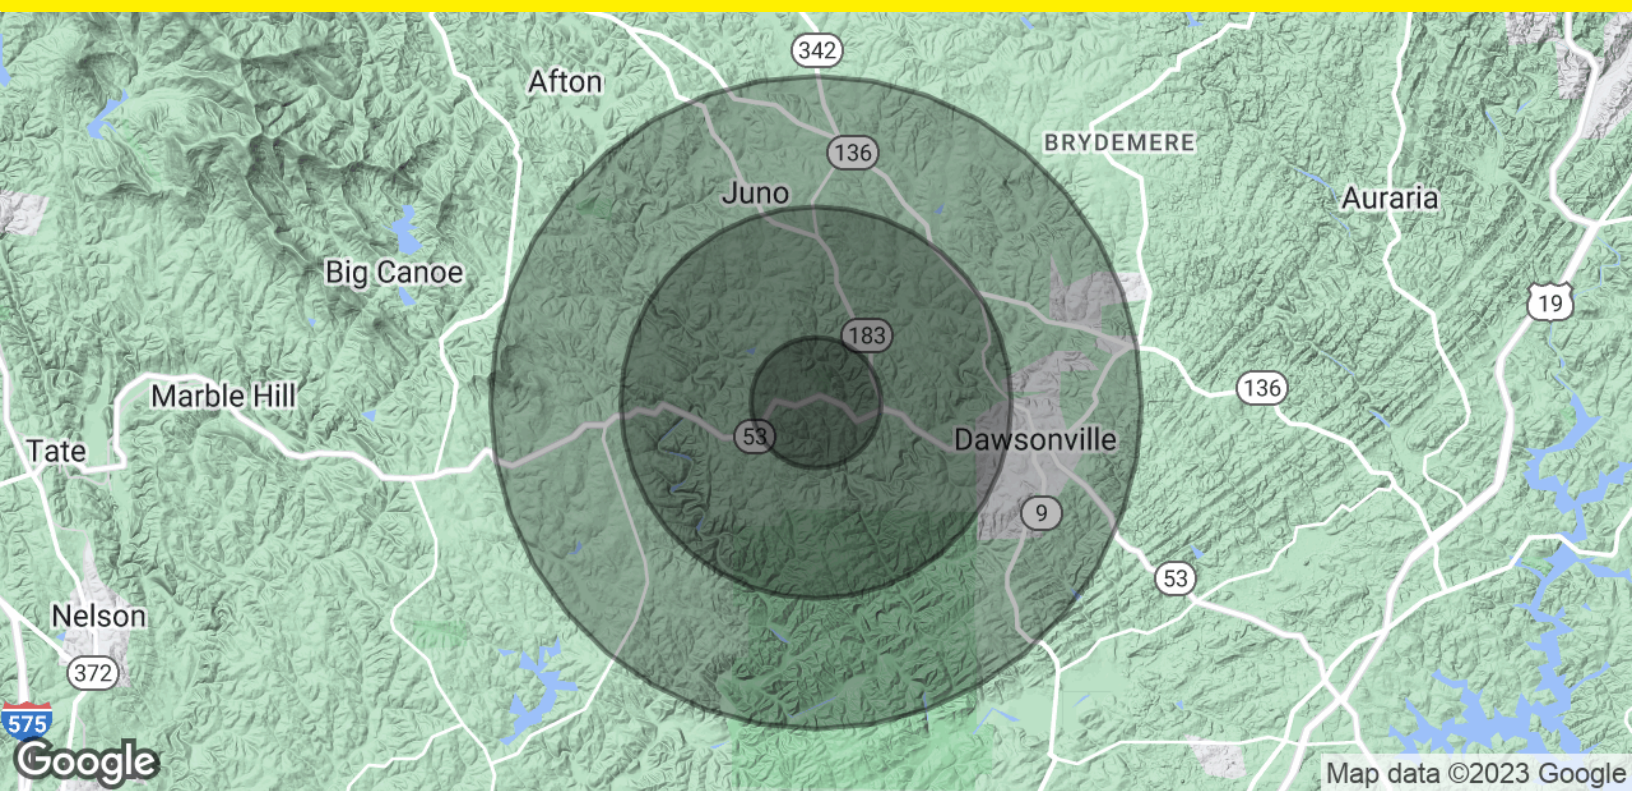 342
Afton
136
BRYDEMERE
Juno
Auraria
Big Canoe
19
183
Marble Hill
136
53
Dawsonville
Tate
9
53
Nelson
372
575
Google
Map data ©2023 Google